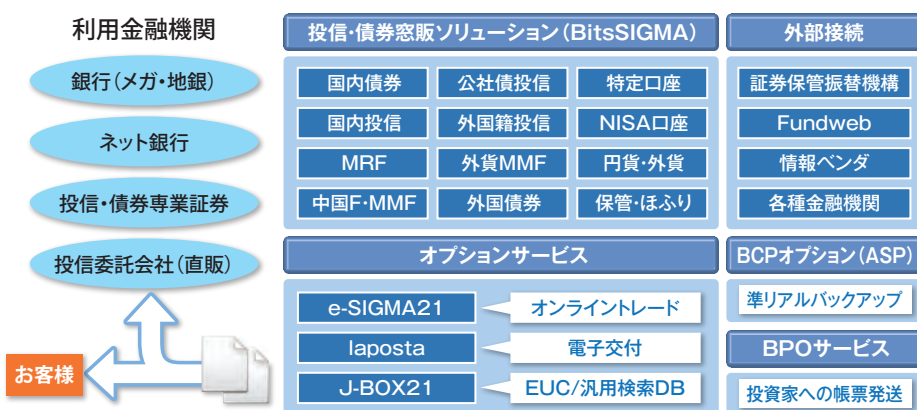 利用金融機関
銀行（メガ・地銀）
ネット銀行
投信・債券専業証券
投信委託会社（直販）
お客様
投信・債券窓販ソリューション（BitsSIGMA）
国内債券 公社債投信 特定口座
国内投信 外国籍投信 NISA口座
MRF 外貨MMF 円貨・外貨
中国F・MMF 外国債券 保管・ほふり
オプションサービス
e-SIGMA21 オンライントレード
laposta 電子交付
J-BOX21 EUC/汎用検索DB
外部接続
証券保管振替機構
Fundweb
情報ベンダ
各種金融機関
BCPオプション（ASP）
準リアルバックアップ
BPOサービス
投資家への帳票発送